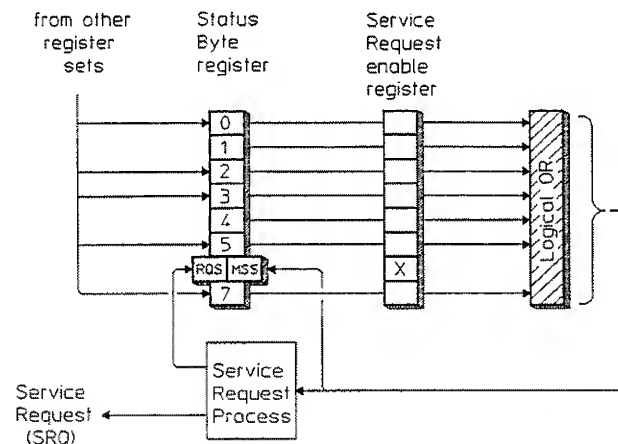 from other
register
sets
Status
Byte
register
Service
Request
enable
register
0
1
2
3
4
5
RQS MSS
X
7
Logical OR
Service
Request
Process
Service
Request
(SRQ)